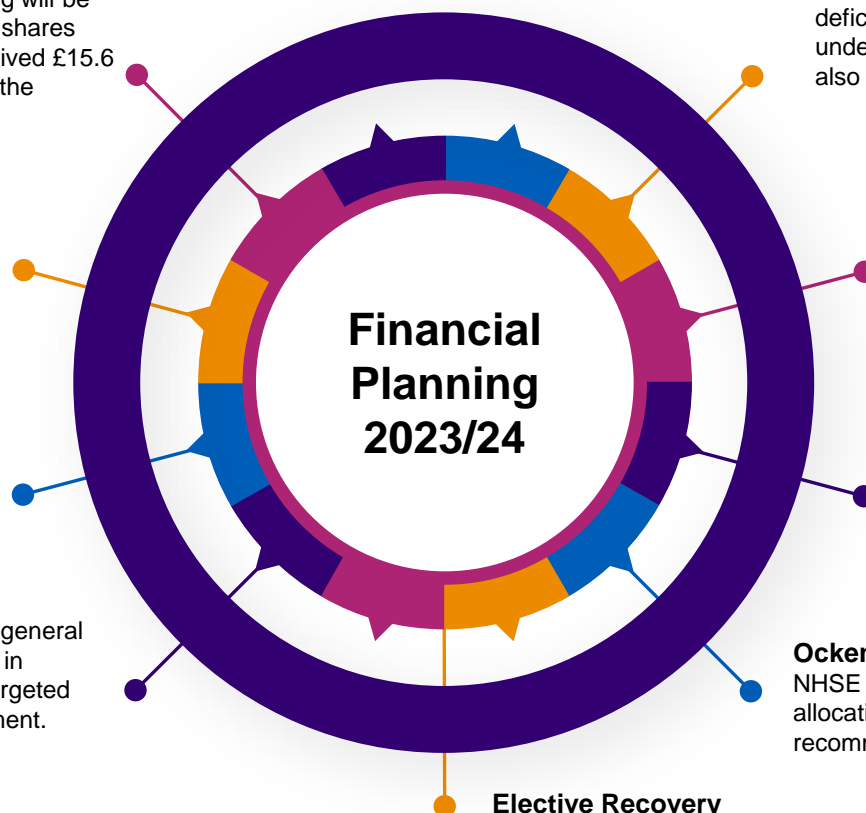 g will be
shares
ived £15.6
the
defic
unde
also
Financial
Planning
2023/24
general
in
rgeted
nent.
Ocken
NHSE
allocati
recomm
Elective Recovery